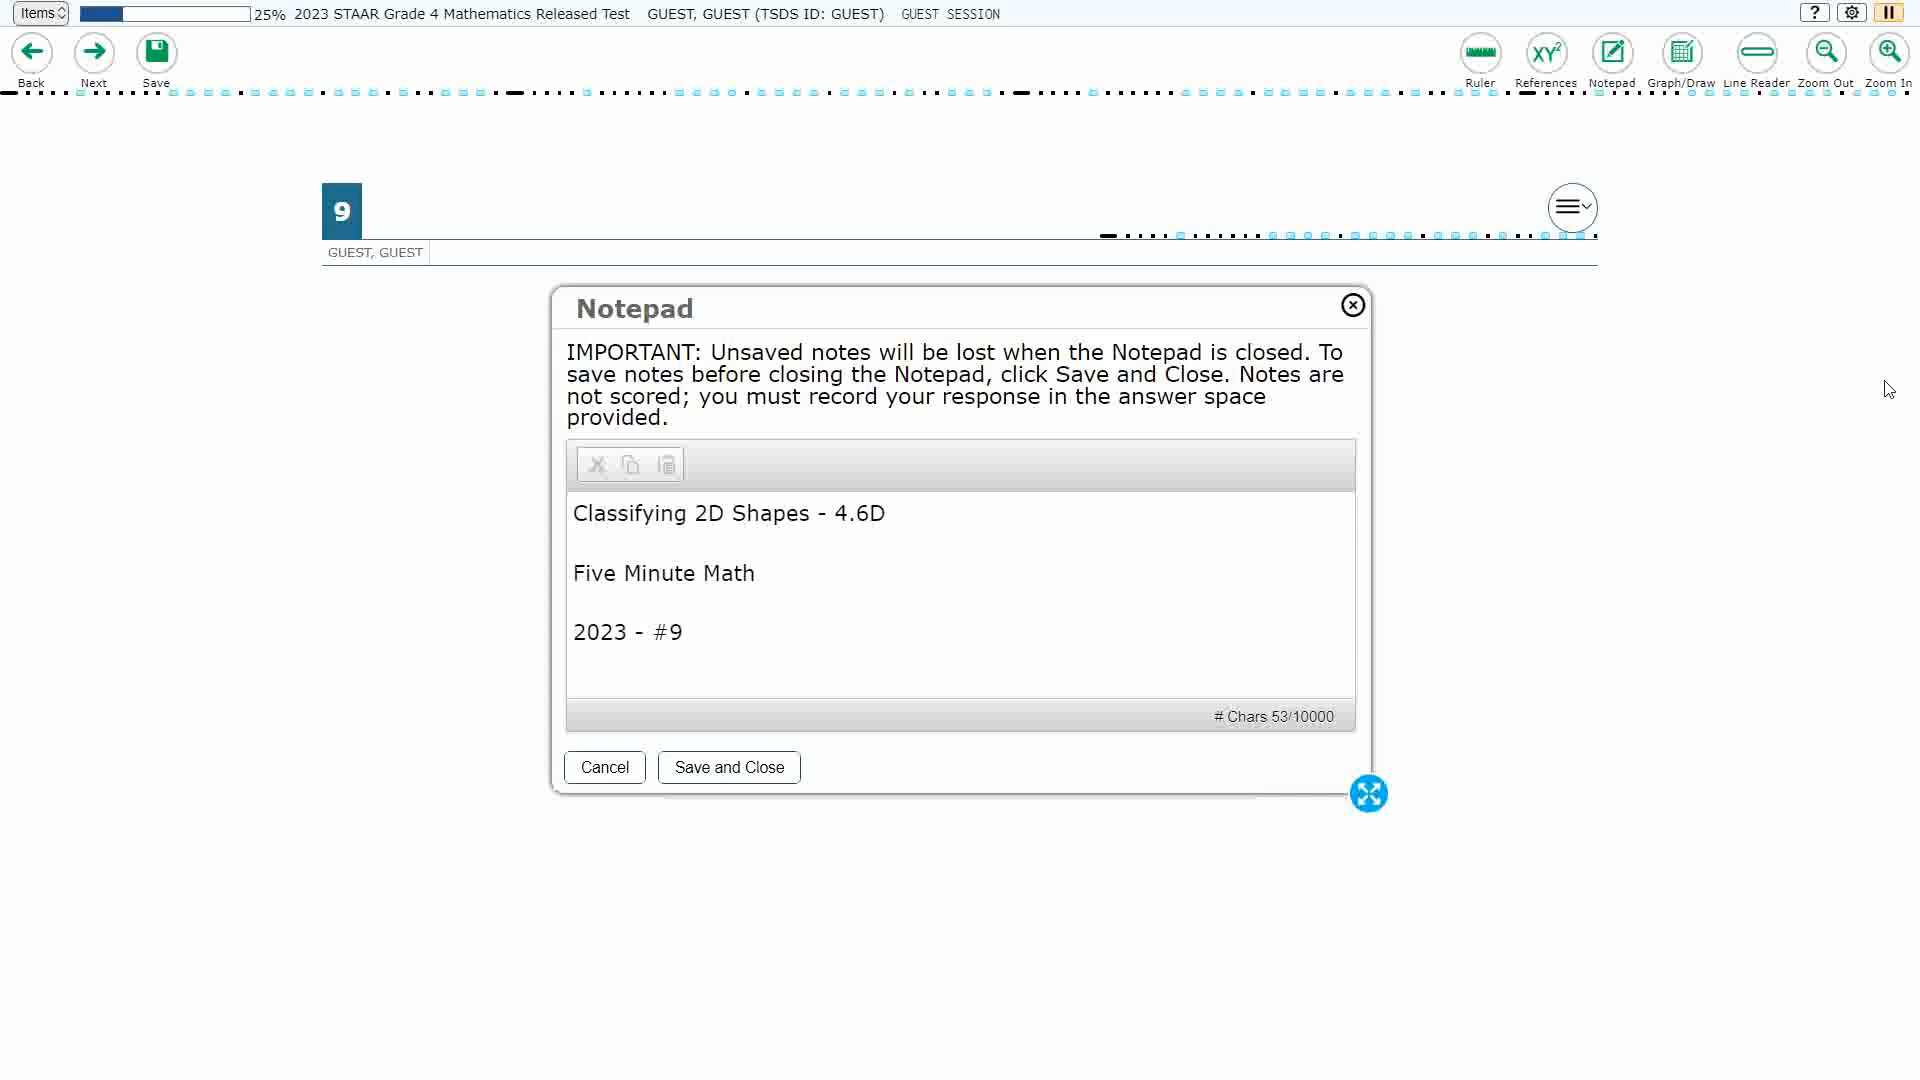 Items 25% 2023 STAAR Grade 4 Mathematics Released Test GUEST, GUEST (TSDS ID: GUEST) GUEST SESSION ?
Back Next Save Ruler XY² References Notepad Graph/Draw Line Reader Zoom Out Zoom In
9
GUEST, GUEST
Notepad
IMPORTANT: Unsaved notes will be lost when the Notepad is closed. To
save notes before closing the Notepad, click Save and Close. Notes are
not scored; you must record your response in the answer space
provided.
Classifying 2D Shapes - 4.6D
Five Minute Math
2023 - #9
# Chars 53/10000
Cancel Save and Close